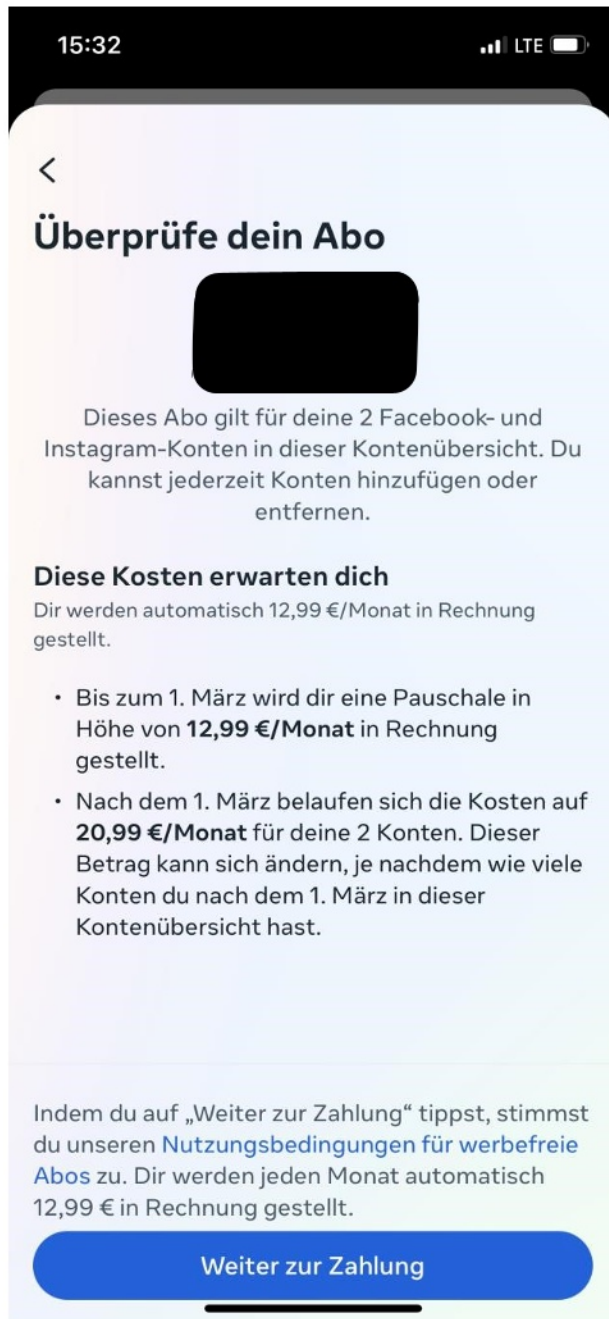 15:32
LTE
Überprüfe dein Abo
Dieses Abo gilt für deine 2 Facebook- und
Instagram-Konten in dieser Kontenübersicht. Du
kannst jederzeit Konten hinzufügen oder
entfernen.
Diese Kosten erwarten dich
Dir werden automatisch 12,99 €/Monat in Rechnung
gestellt.
• Bis zum 1. März wird dir eine Pauschale in
Höhe von 12,99 €/Monat in Rechnung
gestellt.
• Nach dem 1. März belaufen sich die Kosten auf
20,99 €/Monat für deine 2 Konten. Dieser
Betrag kann sich ändern, je nachdem wie viele
Konten du nach dem 1. März in dieser
Kontenübersicht hast.
Indem du auf „Weiter zur Zahlung“ tippst, stimmst
du unseren Nutzungsbedingungen für werbefreie
Abos zu. Dir werden jeden Monat automatisch
12,99 € in Rechnung gestellt.
Weiter zur Zahlung